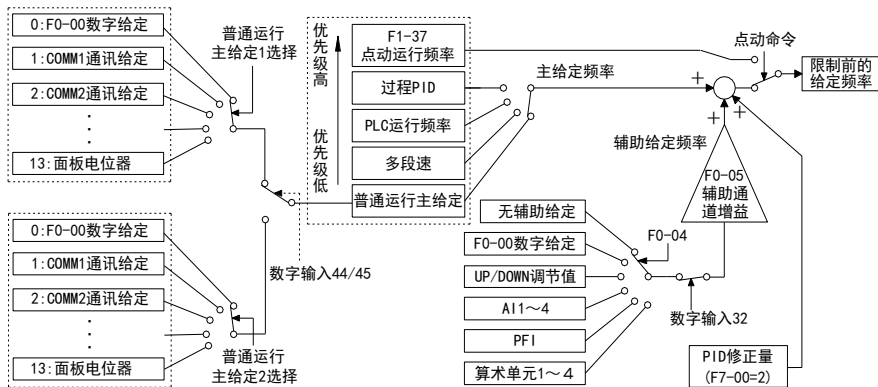 0:F0-00数字给定
1:COMM1通讯给定
2:COMM2通讯给定
13:面板电位器
普通运行
主给定1选择
0:F0-00数字给定
1:COMM1通讯给定
2:COMM2通讯给定
13:面板电位器
普通运行
主给定2选择
数字输入44/45
优先级高
优先级低
F1-37
点动运行频率
过程PID
PLC运行频率
多段速
普通运行主给定
主给定频率
点动命令
限制前的
给定频率
+
+
+
辅助给定频率
F0-05
辅助通
道增益
无辅助给定
F0-00数字给定
UP/DOWN调节值
AI1～4
PFI
算术单元1～4
F0-04
数字输入32
PID修正量
(F7-00=2)